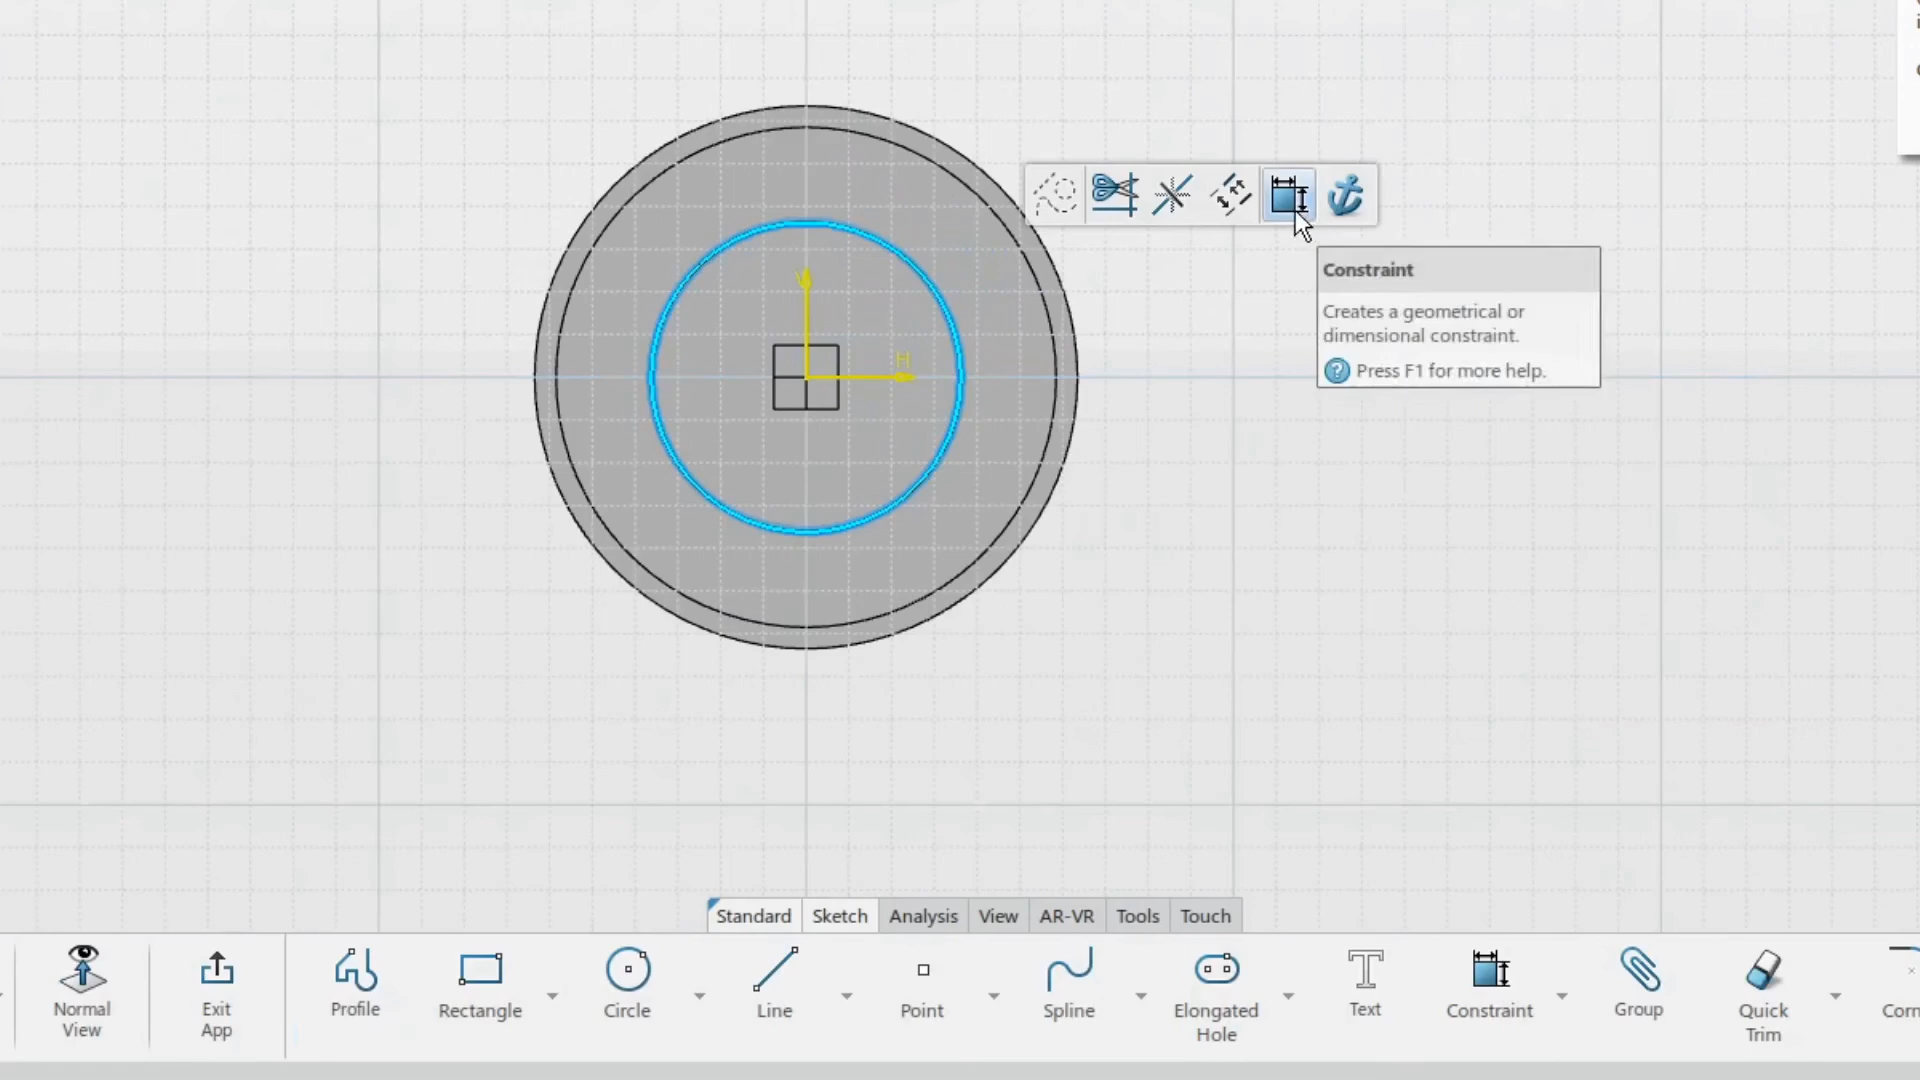 V
H
Constraint
Creates a geometrical or
dimensional constraint.
Press F1 for more help.
Standard Sketch Analysis View AR-VR Tools Touch
Normal
View
Exit
App
Profile
Rectangle
Circle
Line
Point
Spline
Elongated
Hole
Text
Constraint
Group
Quick
Trim
Corn